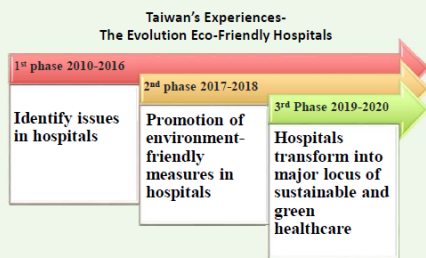 Taiwan's Experiences-
The Evolution Eco-Friendly Hospitals
1st phase 2010-2016
Identify issues
in hospitals
2nd phase 2017-2018
Promotion of
environment-
friendly
measures in
hospitals
3rd Phase 2019-2020
Hospitals
transform into
major locus of
sustainable and
green
healthcare